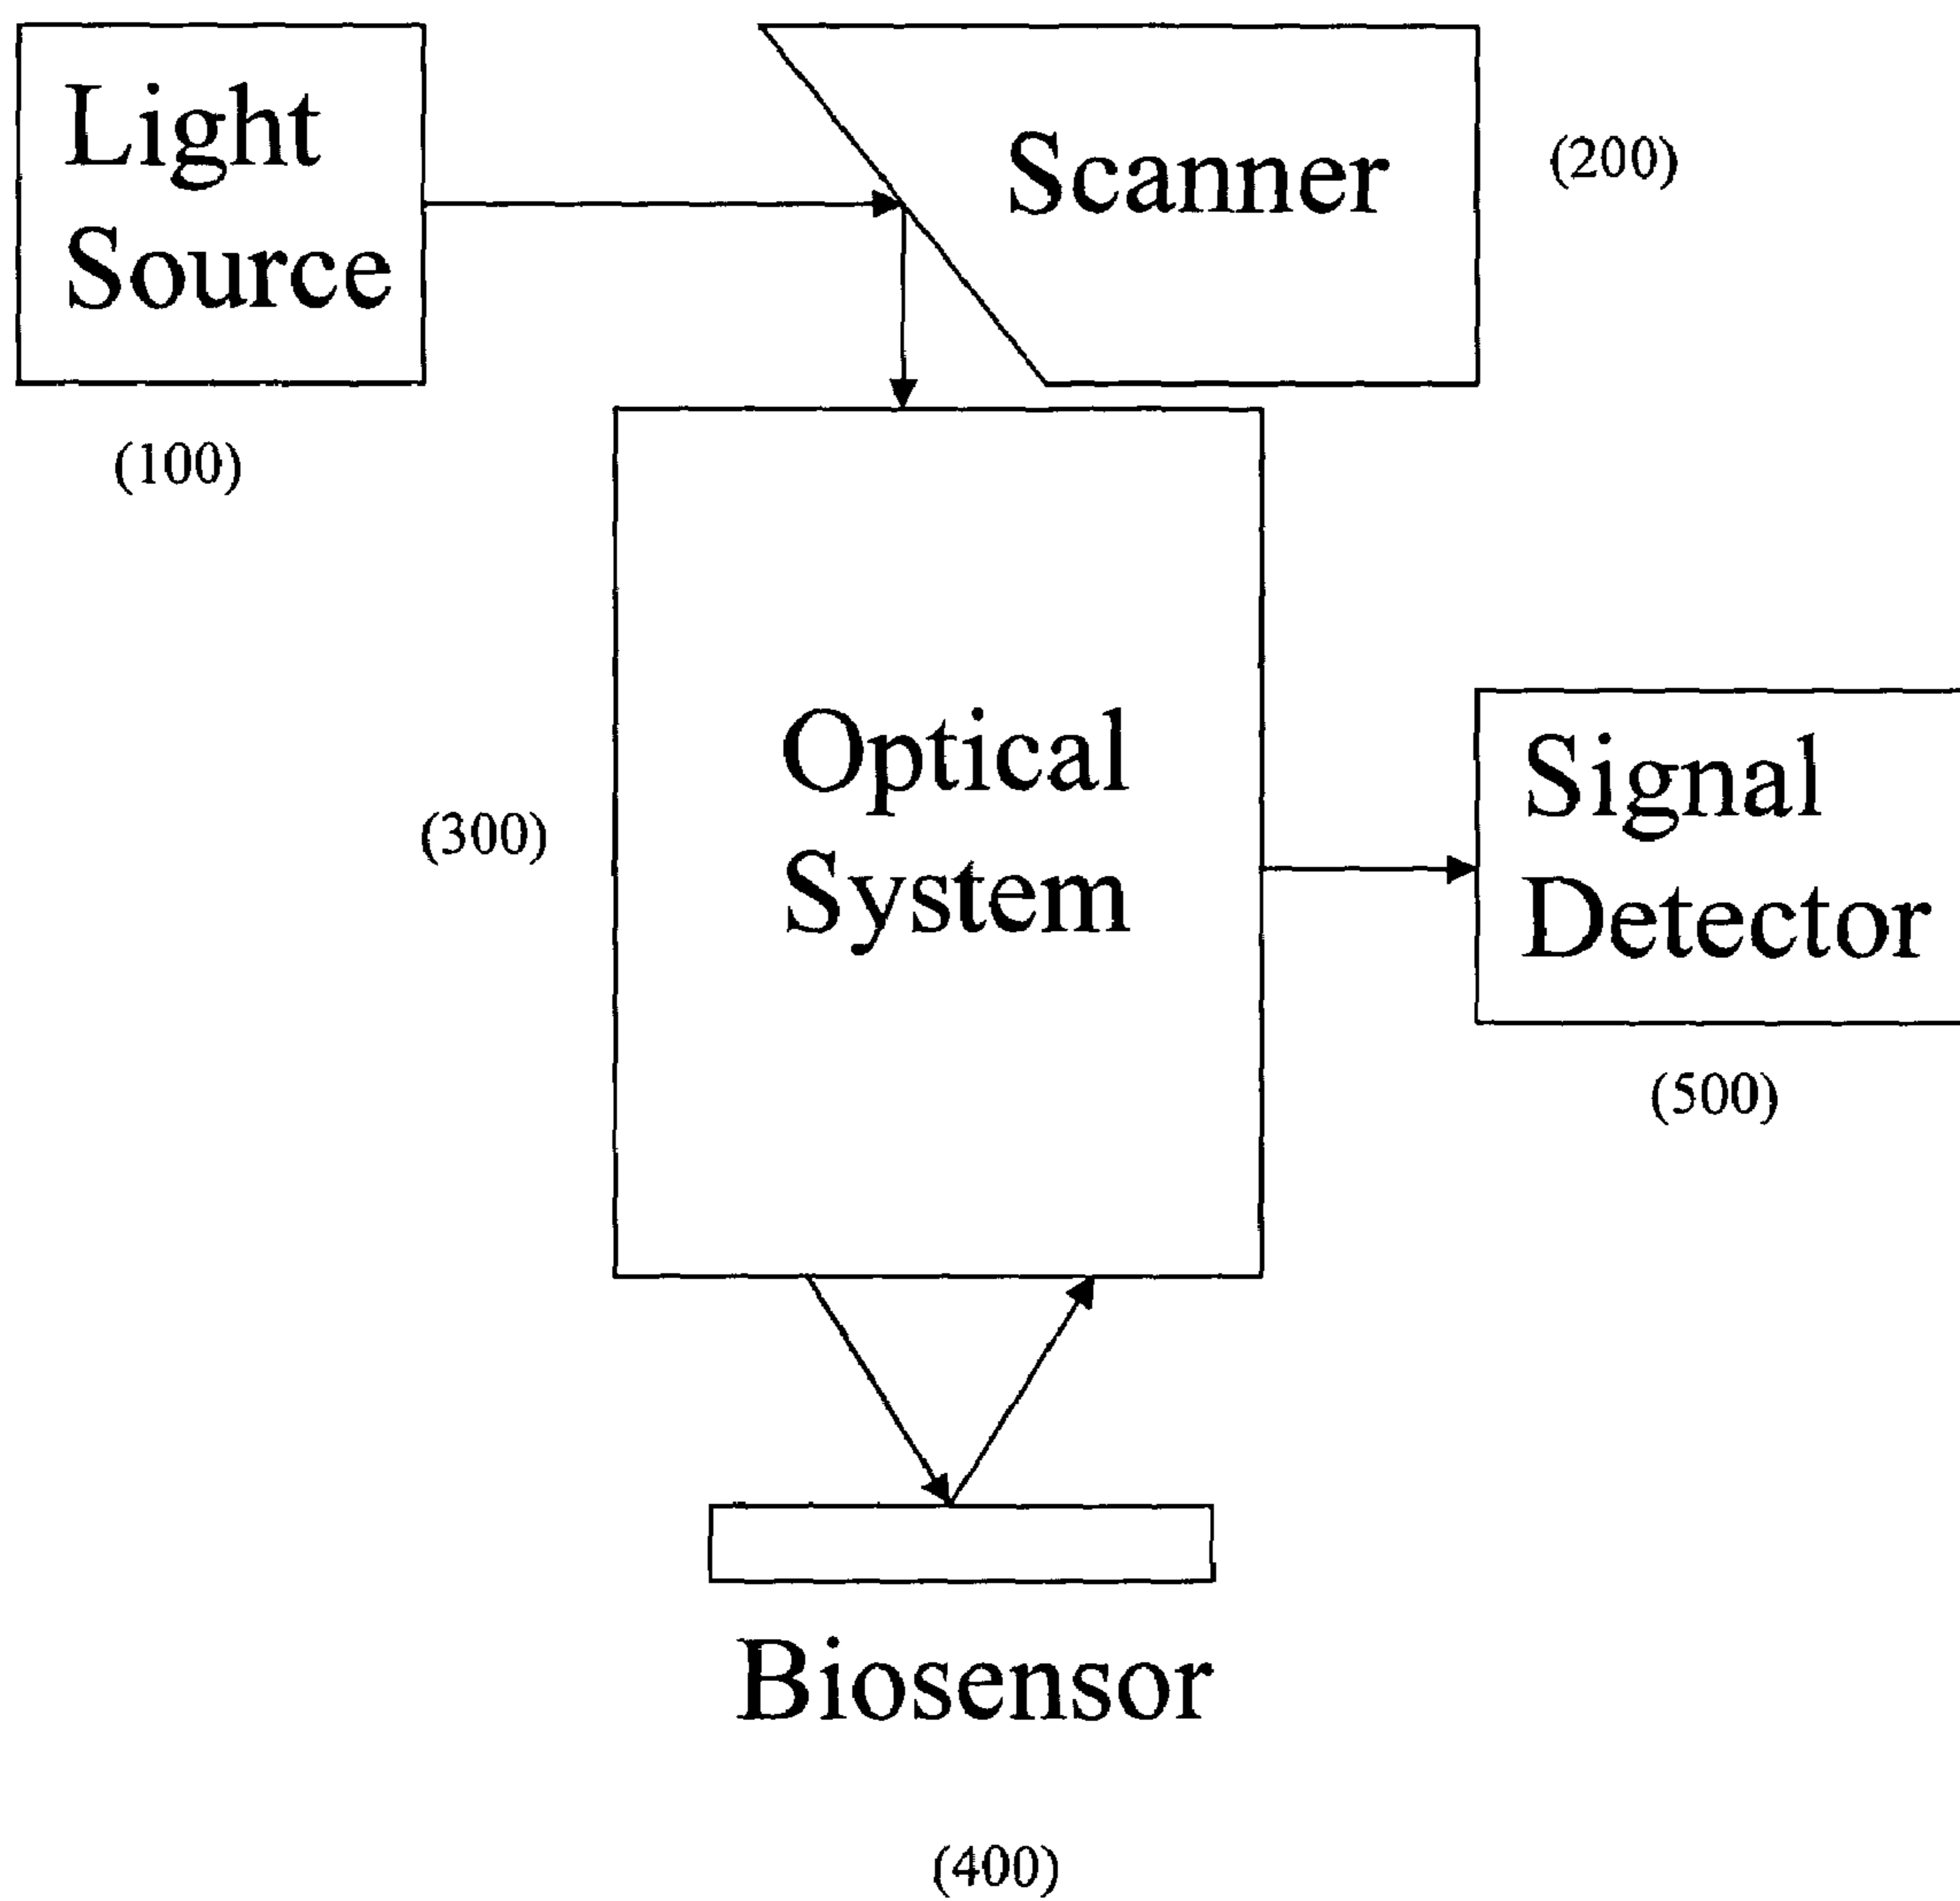 Light
Source
(100)
Scanner
(200)
Optical
System
(300)
Signal
Detector
(500)
Biosensor
(400)